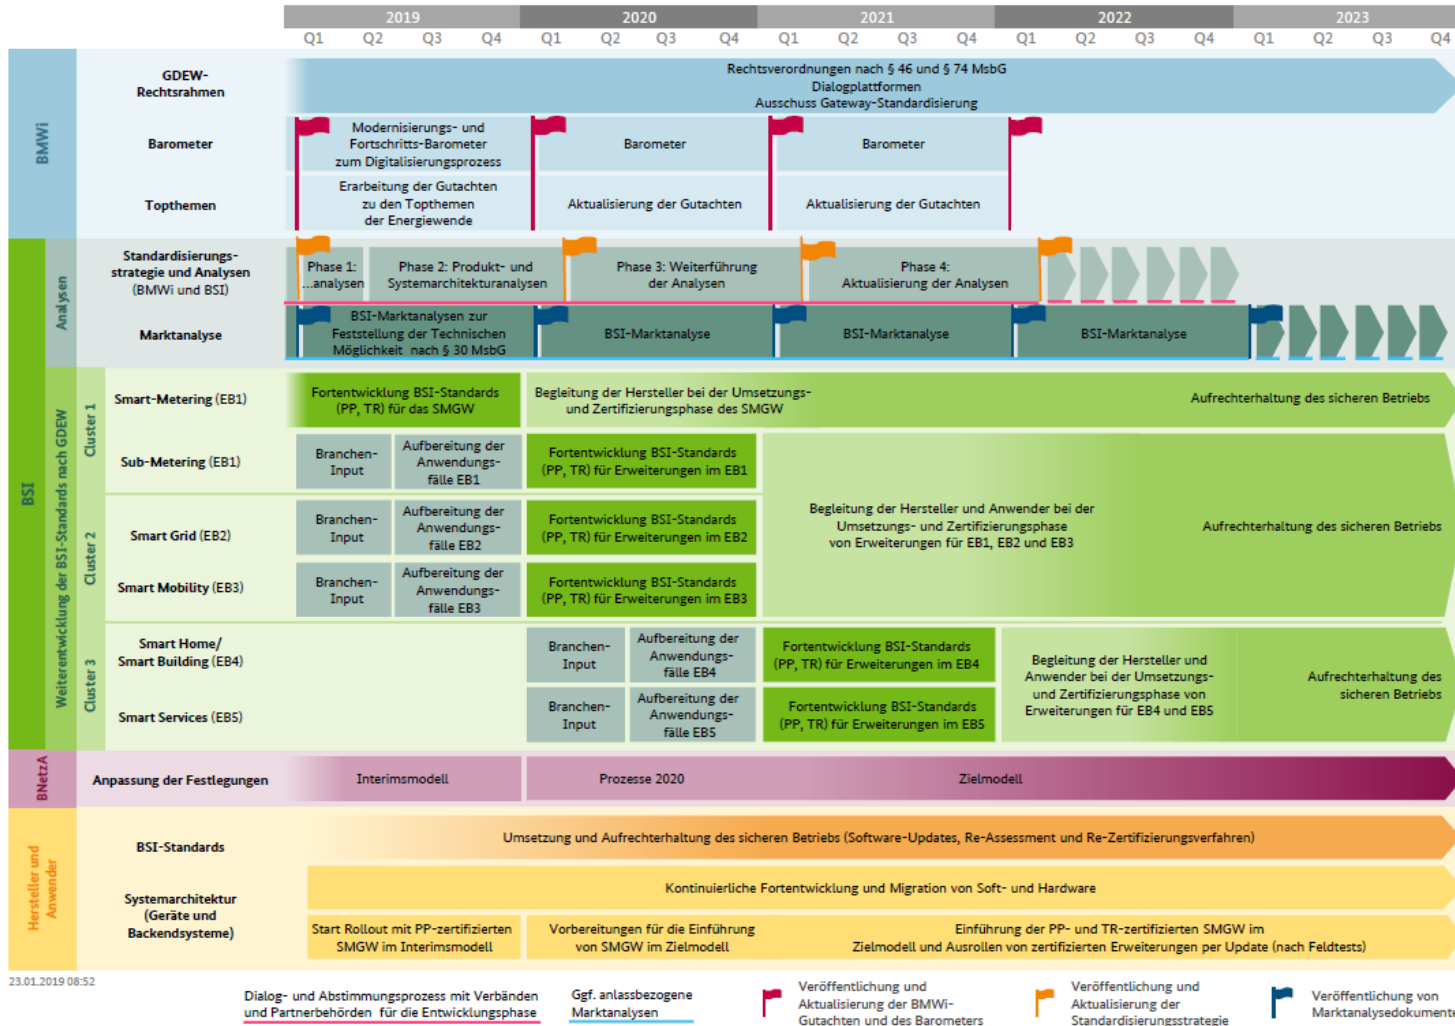 2019
2020
2021
2022
2023
Q1 Q2 Q3 Q4 Q1 Q2 Q3 Q4 Q1 Q2 Q3 Q4 Q1 Q2 Q3 Q4 Q1 Q2 Q3 Q4
BMWi
GDEW-
Rechtsrahmen
Rechtsverordnungen nach § 46 und § 74 MsbG
Dialogplattformen
Ausschuss Gateway-Standardisierung
Barometer
Modernisierungs- und
Fortschritts-Barometer
zum Digitalisierungsprozess
Barometer
Barometer
Topthemen
Erarbeitung der Gutachten
zu den Topthemen
der Energiewende
Aktualisierung der Gutachten
Aktualisierung der Gutachten
BSI
Analysen
Standardisierungs-
strategie und Analysen
(BMWi und BSI)
Phase 1:
...analysen
Phase 2: Produkt- und
Systemarchitekturanalysen
Phase 3: Weiterführung
der Analysen
Phase 4:
Aktualisierung der Analysen
Marktanalyse
BSI-Marktanalysen zur
Feststellung der Technischen
Möglichkeit nach § 30 MsbG
BSI-Marktanalyse
BSI-Marktanalyse
BSI-Marktanalyse
Weiterentwicklung der BSI-Standards nach GDEW
Cluster 1
Smart-Metering (EB1)
Fortentwicklung BSI-Standards
(PP, TR) für das SMGW
Begleitung der Hersteller bei der Umsetzungs-
und Zertifizierungsphase des SMGW
Aufrechterhaltung des sicheren Betriebs
Sub-Metering (EB1)
Branchen-
Input
Aufbereitung der
Anwendungs-
fälle EB1
Fortentwicklung BSI-Standards
(PP, TR) für Erweiterungen im EB1
Cluster 2
Smart Grid (EB2)
Branchen-
Input
Aufbereitung der
Anwendungs-
fälle EB2
Fortentwicklung BSI-Standards
(PP, TR) für Erweiterungen im EB2
Begleitung der Hersteller und Anwender bei der
Umsetzungs- und Zertifizierungsphase
von Erweiterungen für EB1, EB2 und EB3
Aufrechterhaltung des sicheren Betriebs
Smart Mobility (EB3)
Branchen-
Input
Aufbereitung der
Anwendungs-
fälle EB3
Fortentwicklung BSI-Standards
(PP, TR) für Erweiterungen im EB3
Cluster 3
Smart Home/
Smart Building (EB4)
Branchen-
Input
Aufbereitung der
Anwendungs-
fälle EB4
Fortentwicklung BSI-Standards
(PP, TR) für Erweiterungen im EB4
Begleitung der Hersteller und
Anwender bei der Umsetzungs-
und Zertifizierungsphase von
Erweiterungen für EB4 und EB5
Aufrechterhaltung des
sicheren Betriebs
Smart Services (EB5)
Branchen-
Input
Aufbereitung der
Anwendungs-
fälle EB5
Fortentwicklung BSI-Standards
(PP, TR) für Erweiterungen im EB5
BNetzA
Anpassung der Festlegungen
Interimsmodell
Prozesse 2020
Zielmodell
Hersteller und
Anwender
BSI-Standards
Umsetzung und Aufrechterhaltung des sicheren Betriebs (Software-Updates, Re-Assessment und Re-Zertifizierungsverfahren)
Systemarchitektur
(Geräte und
Backendsysteme)
Kontinuierliche Fortentwicklung und Migration von Soft- und Hardware
Start Rollout mit PP-zertifizierten
SMGW im Interimsmodell
Vorbereitungen für die Einführung
von SMGW im Zielmodell
Einführung der PP- und TR-zertifizierten SMGW im
Zielmodell und Ausrollen von zertifizierten Erweiterungen per Update (nach Feldtests)
23.01.2019 08:52
Dialog- und Abstimmungsprozess mit Verbänden
und Partnerbehörden für die Entwicklungsphase
Ggf. anlassbezogene
Marktanalysen
Veröffentlichung und
Aktualisierung der BMWi-
Gutachten und des Barometers
Veröffentlichung und
Aktualisierung der
Standardisierungsstrategie
Veröffentlichung von
Marktanalysedokumente